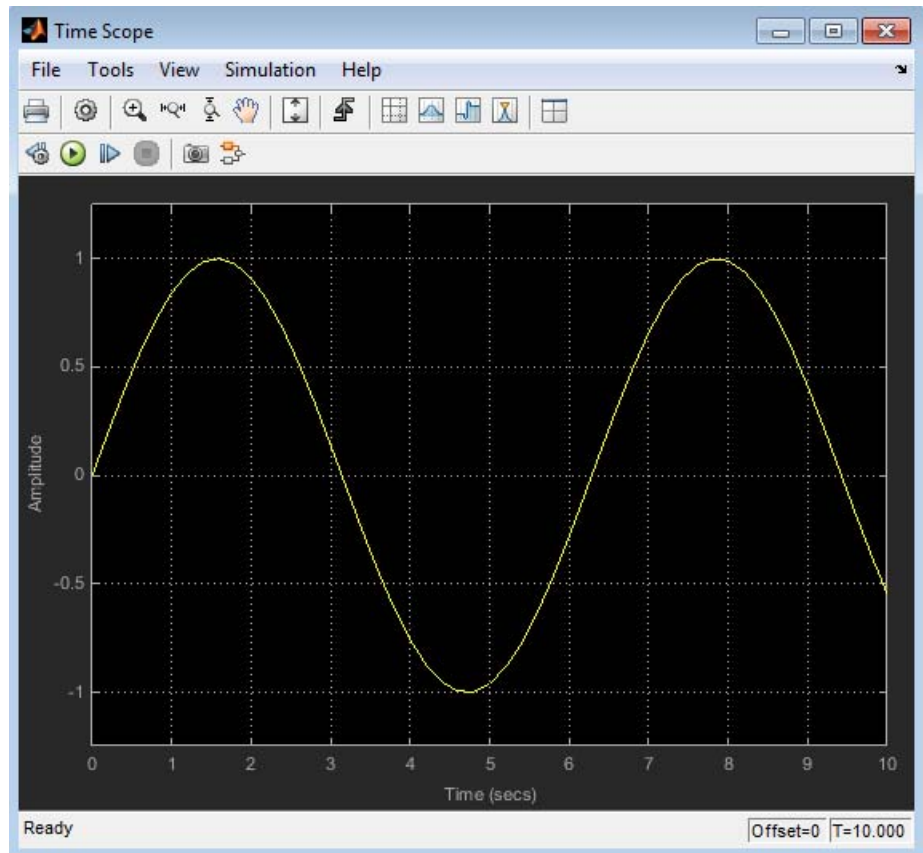 Time Scope
File Tools View Simulation Help
1
0.5
0
-0.5
-1
Amplitude
0 1 2 3 4 5 6 7 8 9 10
Time (secs)
Ready Offset=0 T=10.000